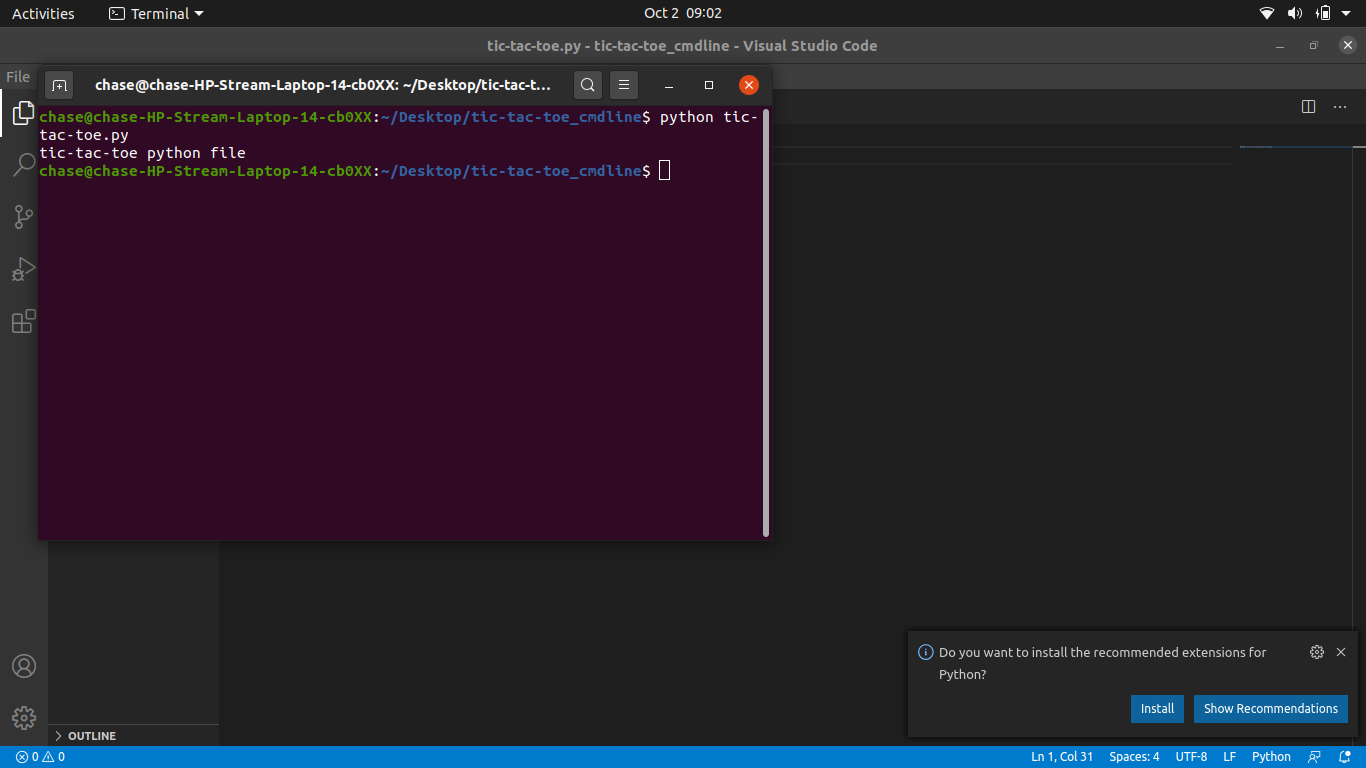 Activities Terminal Oct 2 09:02
tic-tac-toe.py - tic-tac-toe_cmdline - Visual Studio Code
File
chase@chase-HP-Stream-Laptop-14-cb0XX: ~/Desktop/tic-tac-t...
chase@chase-HP-Stream-Laptop-14-cb0XX:~/Desktop/tic-tac-toe_cmdline$ python tic-
tac-toe.py
tic-tac-toe python file
chase@chase-HP-Stream-Laptop-14-cb0XX:~/Desktop/tic-tac-toe_cmdline$
Do you want to install the recommended extensions for
Python?
Install Show Recommendations
OUTLINE
0 0 Ln 1, Col 31 Spaces: 4 UTF-8 LF Python